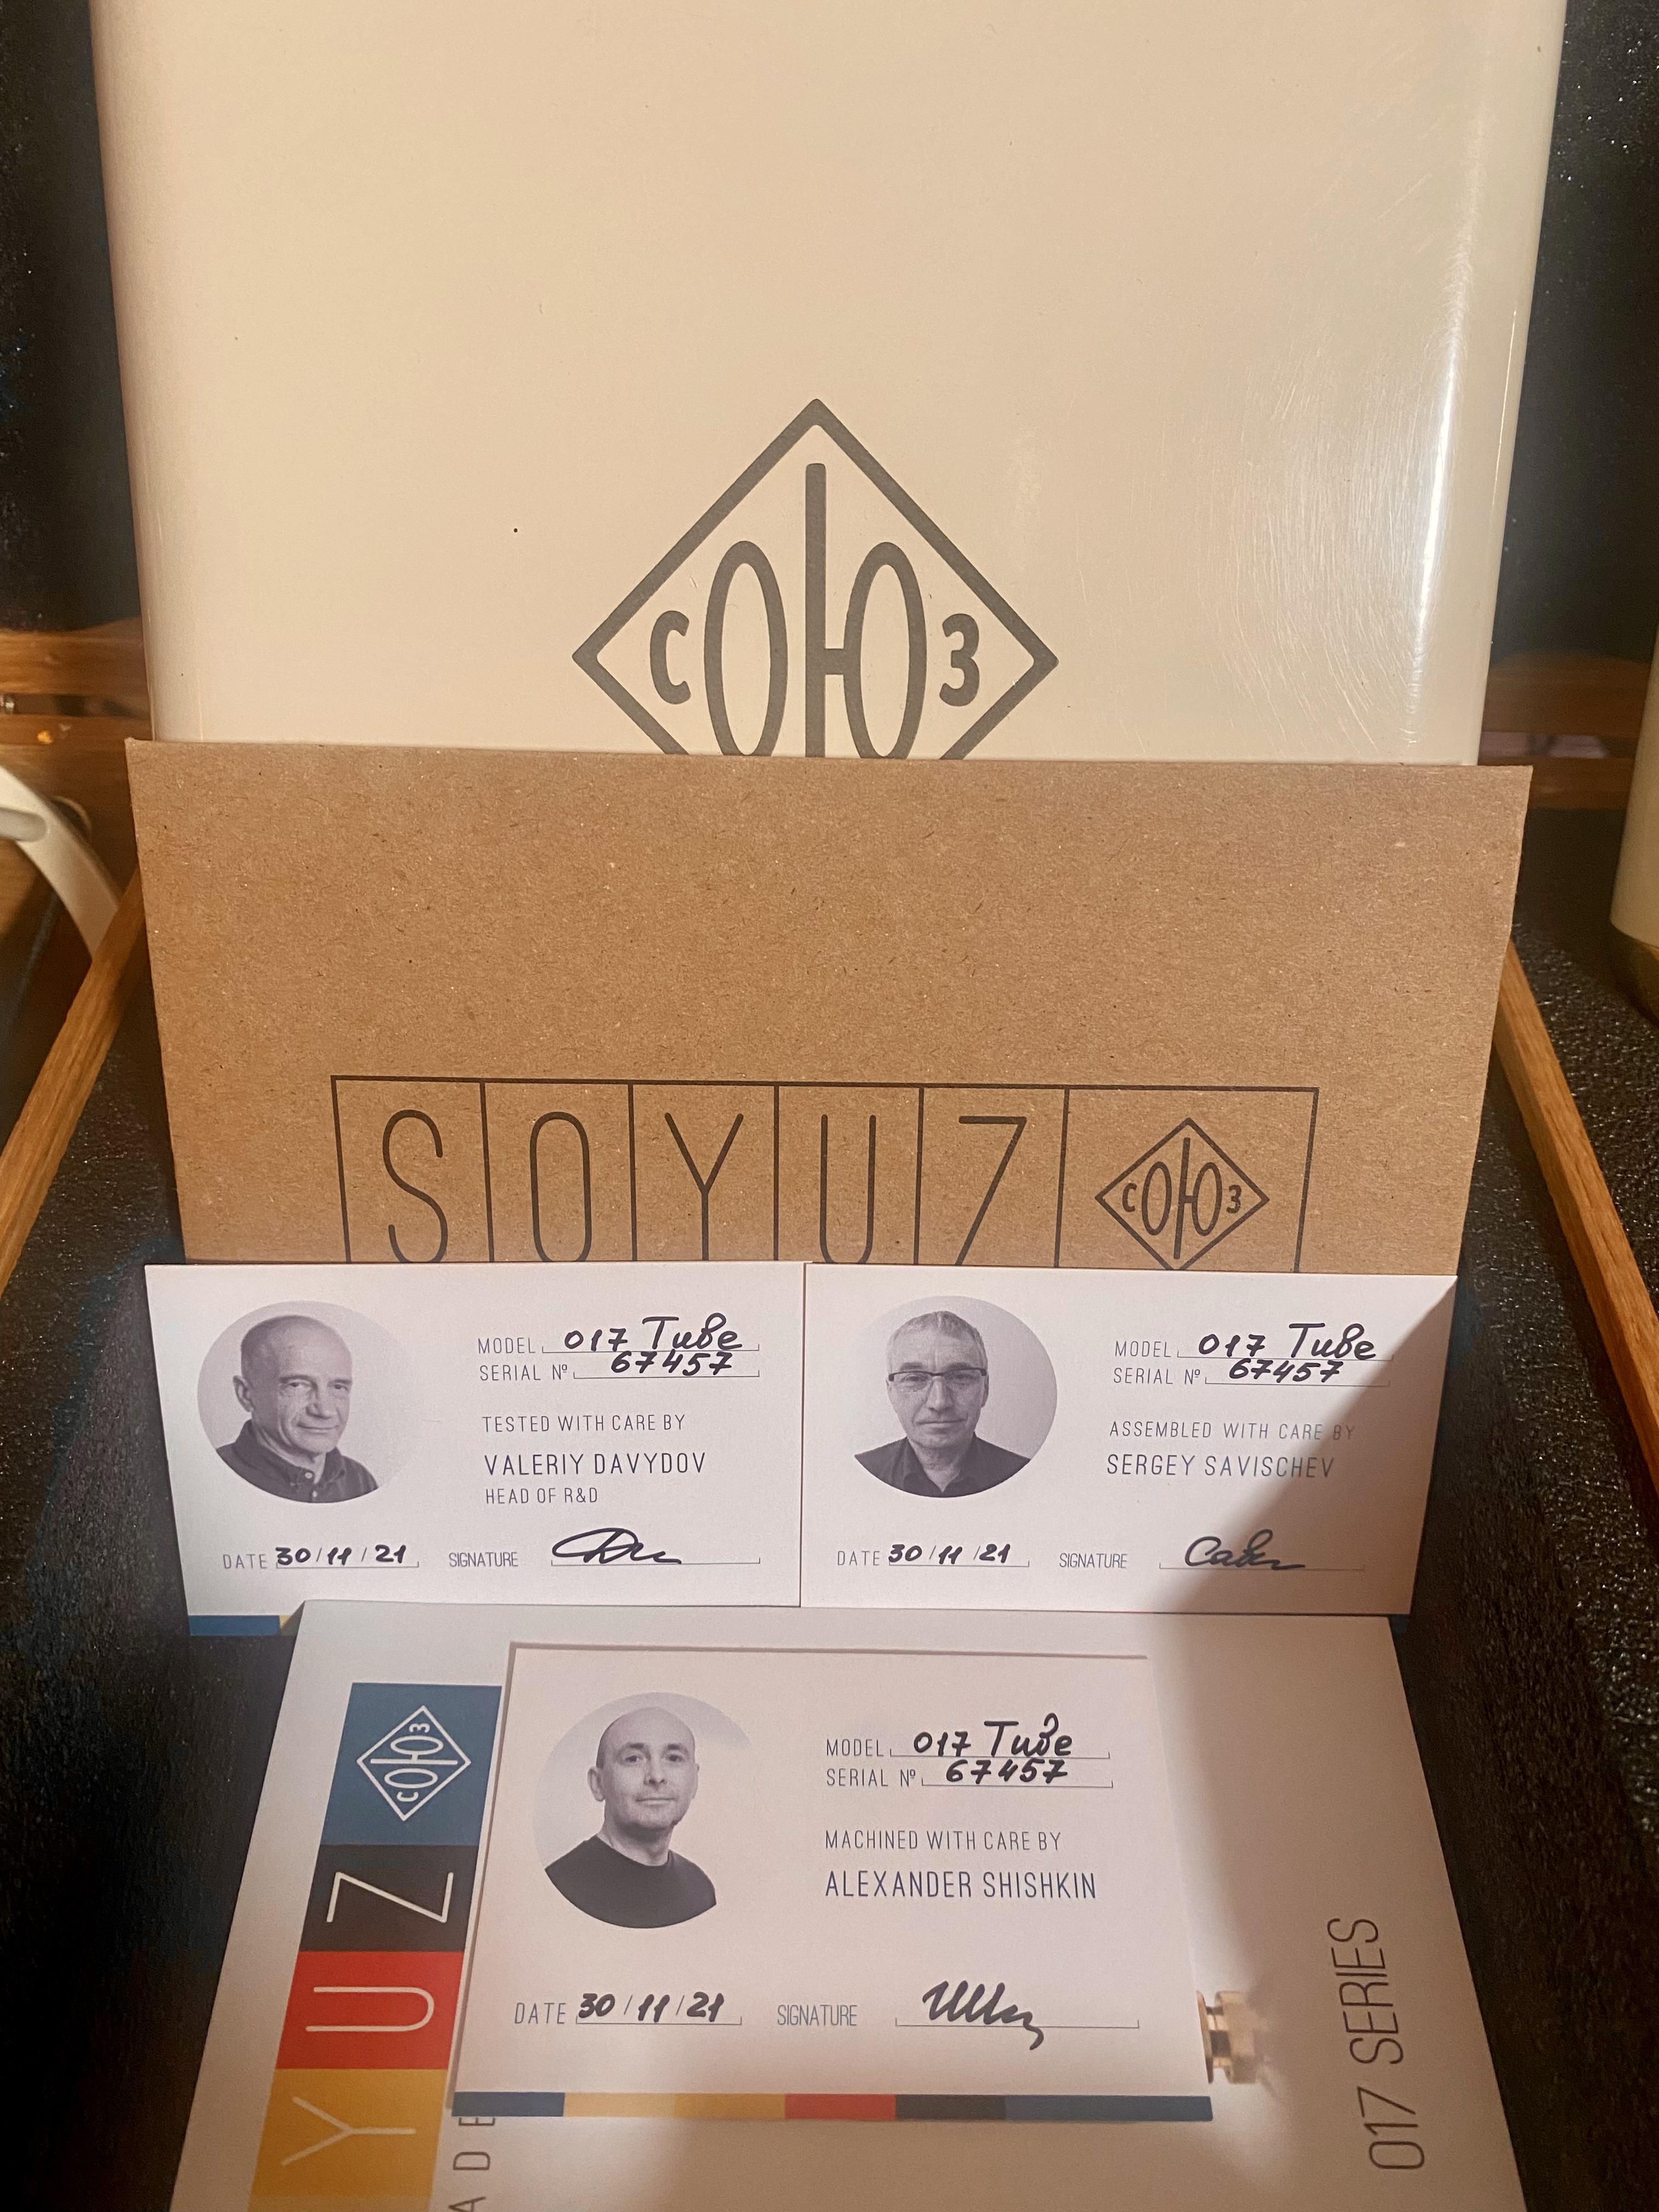 СОЮЗ
SOYUZ СОЮЗ
MODEL 017 Tube
SERIAL Nº 67457
TESTED WITH CARE BY
VALERIY DAVYDOV
HEAD OF R&D
DATE 30/11/21 SIGNATURE
MODEL 017 Tube
SERIAL Nº 67457
ASSEMBLED WITH CARE BY
SERGEY SAVISCHEV
DATE 30/11/21 SIGNATURE
MODEL 017 Tube
SERIAL Nº 67457
MACHINED WITH CARE BY
ALEXANDER SHISHKIN
DATE 30/11/21 SIGNATURE
YUZ СОЮЗ
ADE
017 SERIES